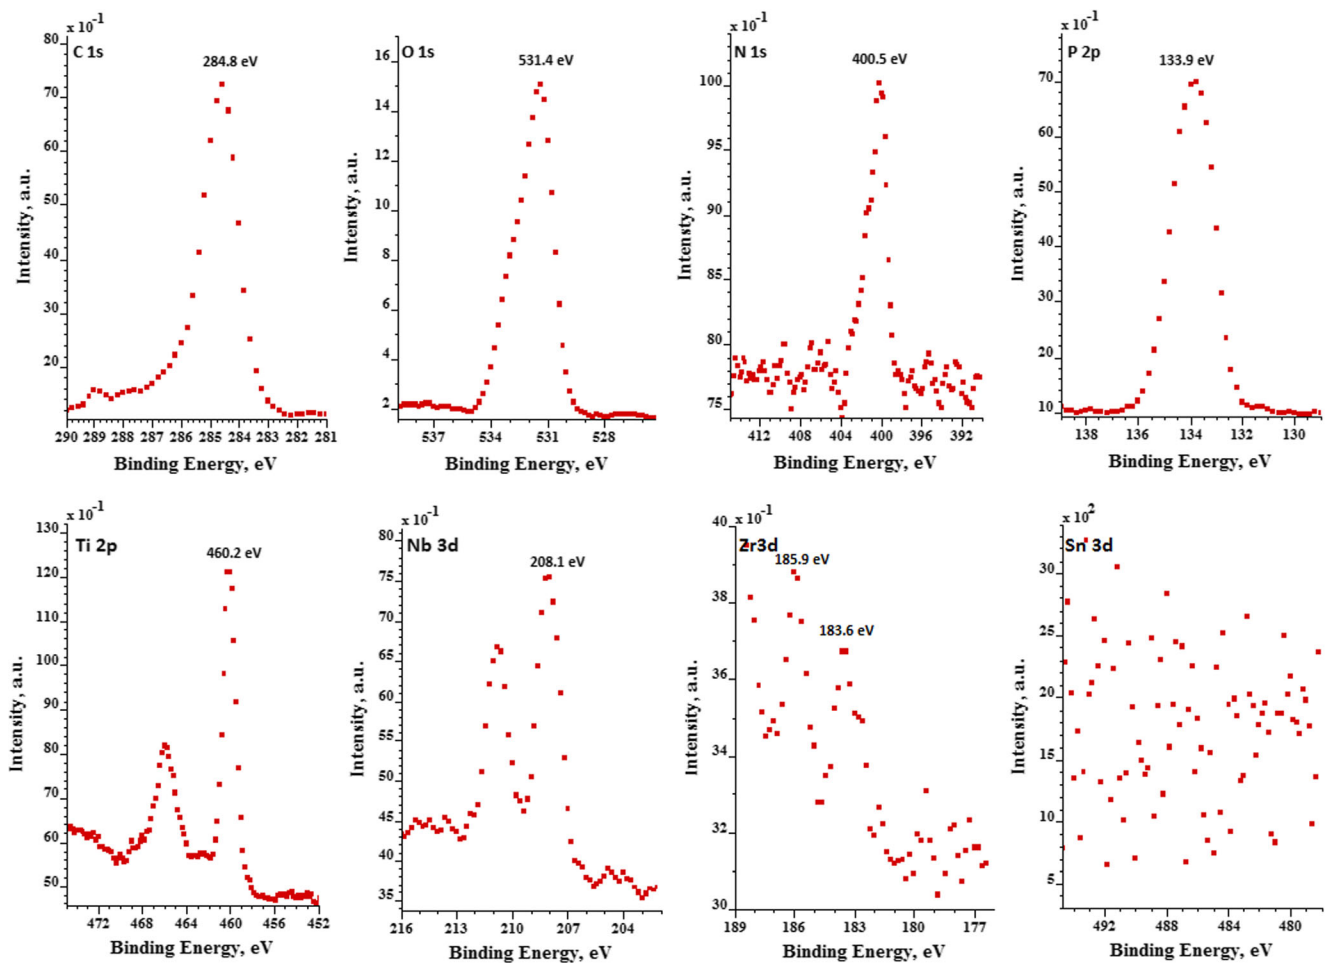 x 10⁻¹
C 1s
284.8 eV
80
70
60
50
40
30
20
Intensity, a.u.
290 289 288 287 286 285 284 283 282 281
Binding Energy, eV
O 1s
531.4 eV
16
14
12
10
8
6
4
2
Intensty, a.u.
537 534 531 528
Binding Energy, eV
x 10⁻¹
N 1s
400.5 eV
100
95
90
85
80
75
Intensty, a.u.
412 408 404 400 396 392
Binding Energy, eV
x 10⁻¹
P 2p
133.9 eV
70
60
50
40
30
20
10
Intensity, a.u.
136 134 132 130
Binding Energy, eV
x 10⁻¹
Ti 2p
460.2 eV
130
120
110
100
90
80
70
60
50
Intensity, a.u.
472 468 464 460 456 452
Binding Energy, eV
x 10⁻¹
Nb 3d
208.1 eV
80
75
70
65
60
55
50
45
40
35
Intensity, a.u.
216 213 210 207 204
Binding Energy, eV
x 10⁻¹
Zr3d
185.9 eV
183.6 eV
40
38
36
34
32
30
Intensity, a.u.
189 186 183 180 177
Binding Energy, eV
x 10²
Sn 3d
30
25
20
15
10
5
Intensity, a.u.
492 488 484 480
Binding Energy, eV